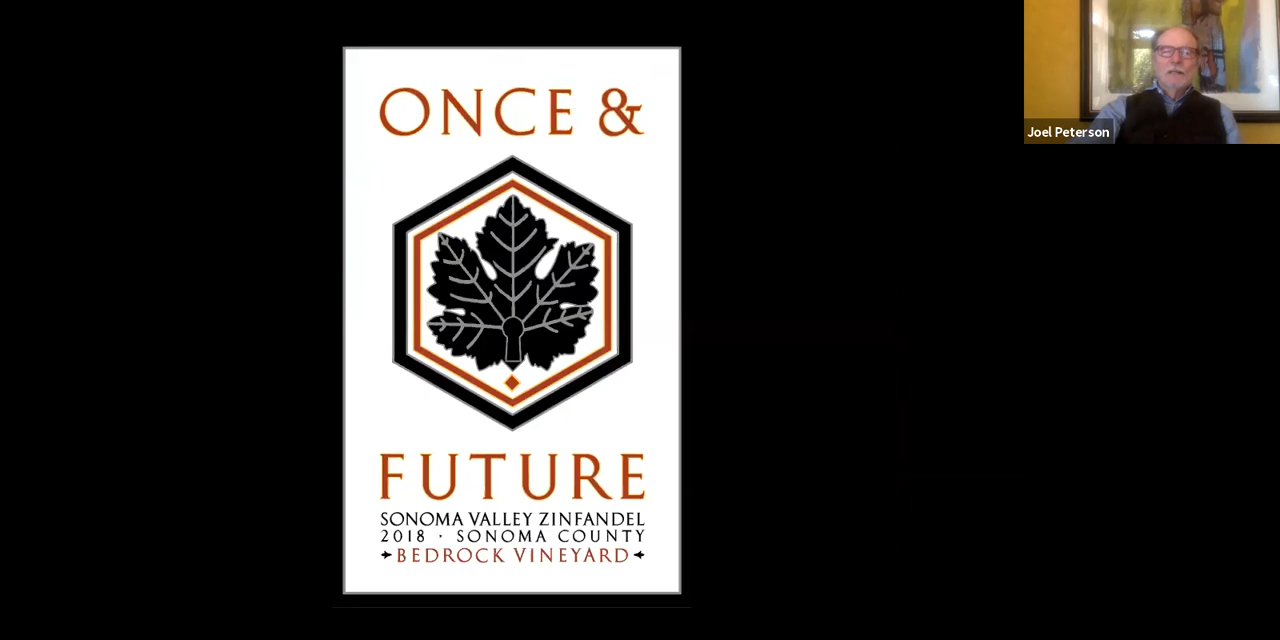 ONCE &
FUTURE
SONOMA VALLEY ZINFANDEL
2018 · SONOMA COUNTY
BEDROCK VINEYARD
Joel Peterson